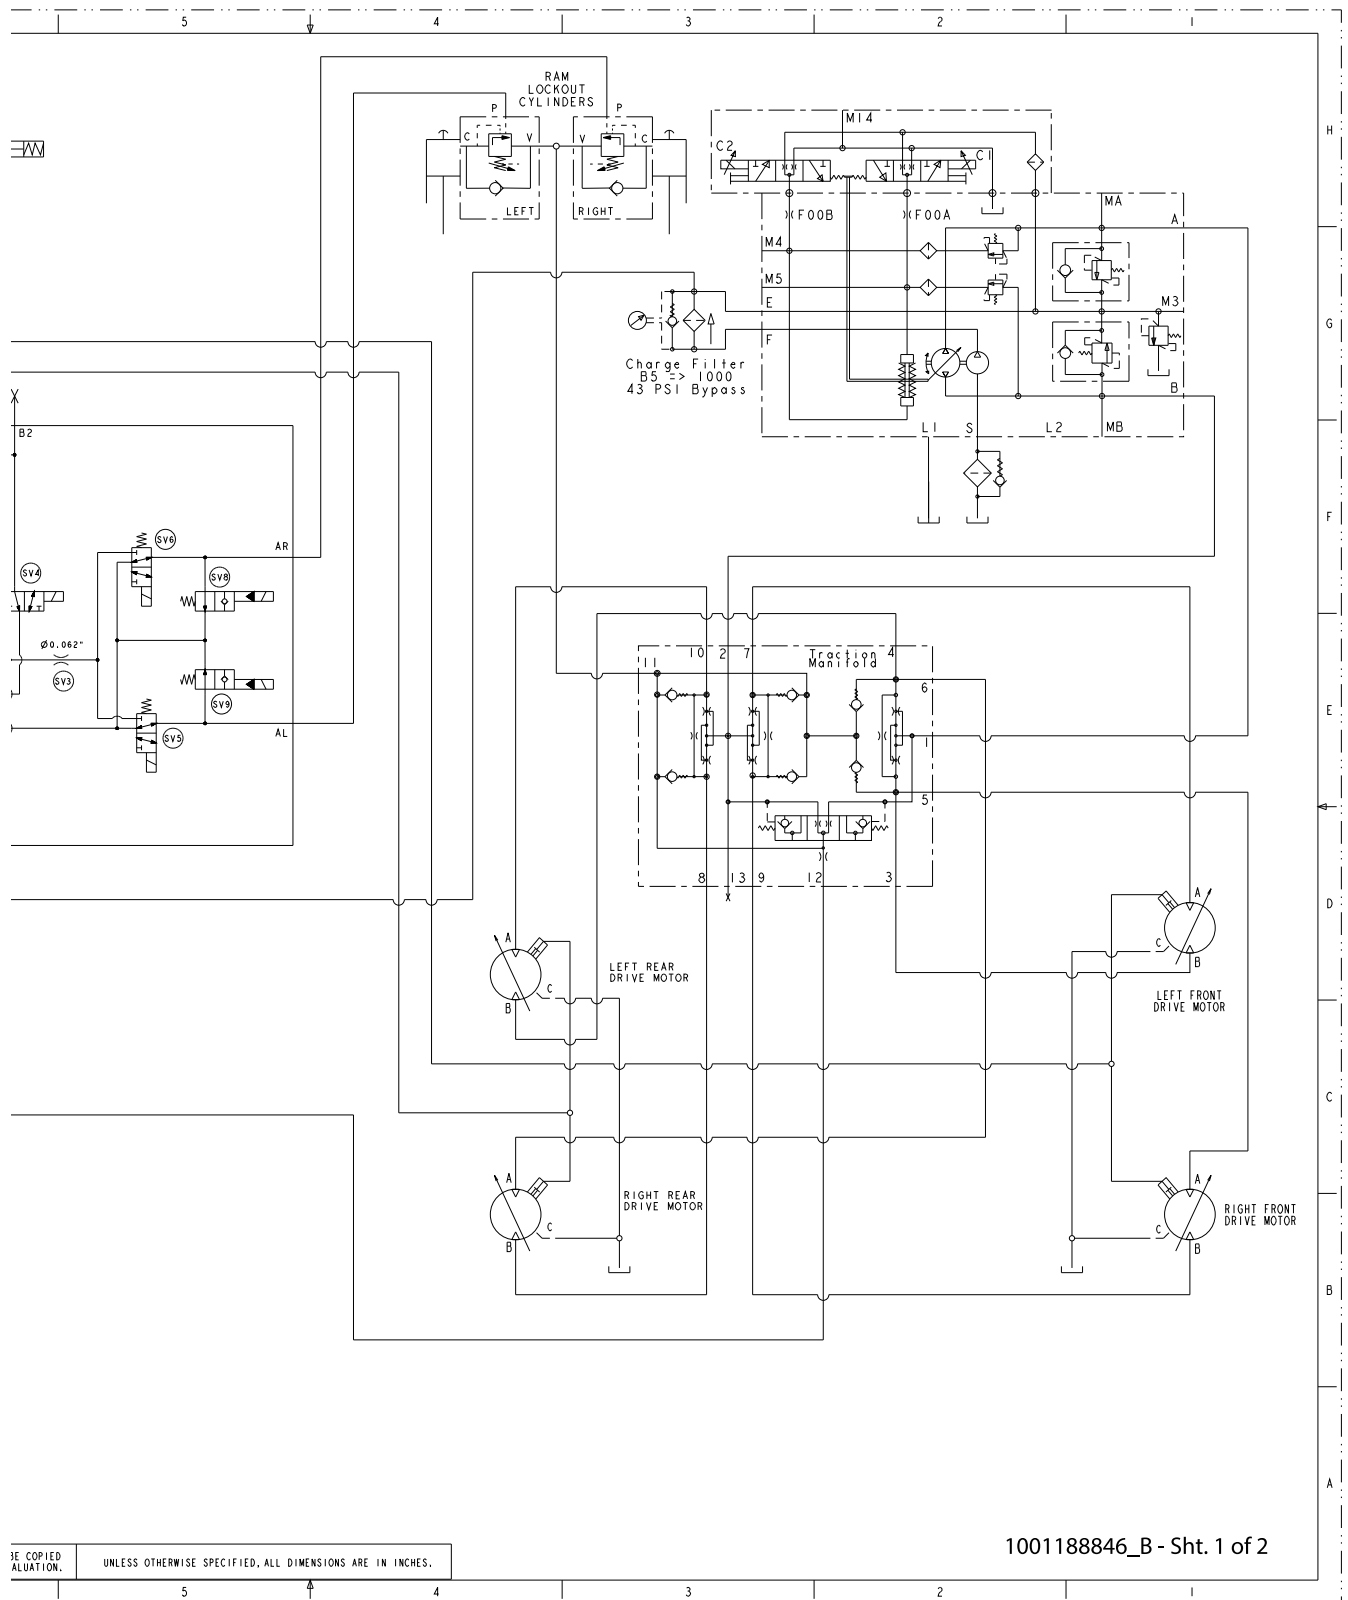 5
4
3
2
1
RAM
LOCKOUT
CYLINDERS
P
P
C
V
V
C
LEFT
RIGHT
H
M14
C2
C1
F00B
F00A
MA
A
M4
M5
E
M3
F
G
Charge Filter
B5 => 1000
43 PSI Bypass
B
L1
S
L2
MB
B2
F
SV6
AR
SV4
SV8
Ø0.062"
SV3
SV9
SV5
AL
10
2
7
Traction
Manifold
4
11
6
E
1
5
8
13
9
12
3
D
A
LEFT REAR
DRIVE MOTOR
C
B
A
C
B
LEFT FRONT
DRIVE MOTOR
C
A
RIGHT REAR
DRIVE MOTOR
C
B
A
RIGHT FRONT
DRIVE MOTOR
C
B
B
A
1001188846_B - Sht. 1 of 2
BE COPIED
ALUATION.
UNLESS OTHERWISE SPECIFIED, ALL DIMENSIONS ARE IN INCHES.
5
4
3
2
1